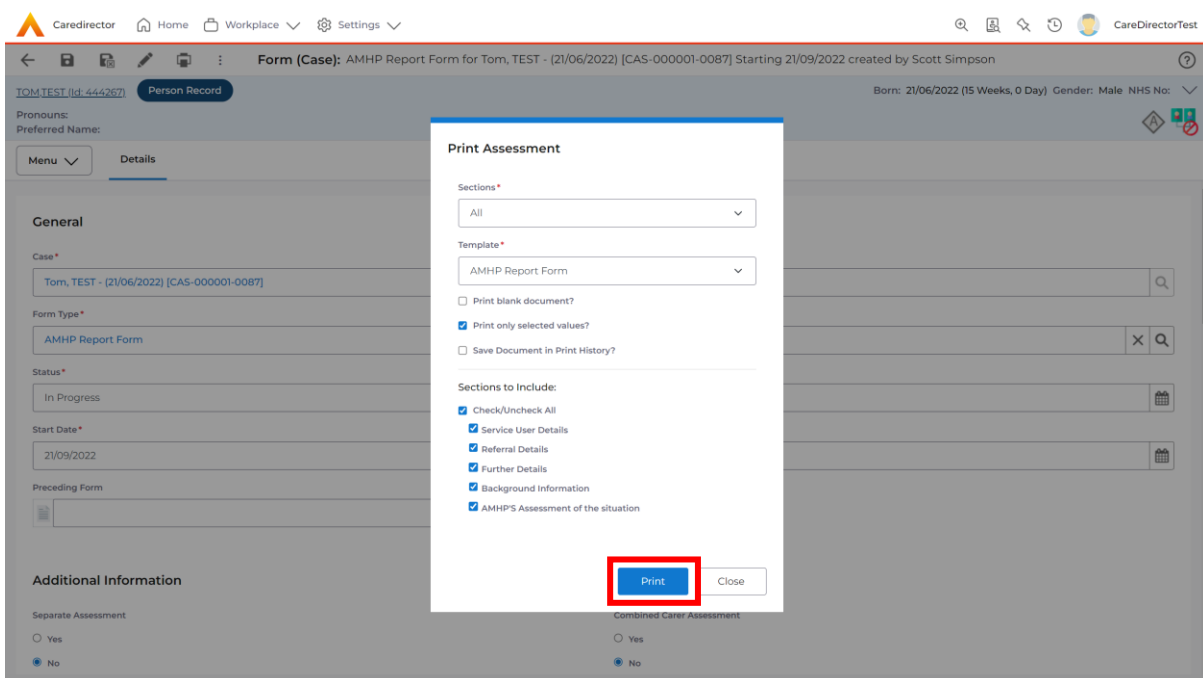 Caredirector Home Workplace Settings CareDirectorTest
Form (Case): AMHP Report Form for Tom, TEST - (21/06/2022) [CAS-000001-0087] Starting 21/09/2022 created by Scott Simpson
TOM,TEST (Id: 444267) Person Record Born: 21/06/2022 (15 Weeks, 0 Day) Gender: Male NHS No:
Pronouns:
Preferred Name:
Menu Details
General
Case*
Tom, TEST - (21/06/2022) [CAS-000001-0087]
Form Type*
AMHP Report Form
Status*
In Progress
Start Date*
21/09/2022
Preceding Form
Additional Information
Separate Assessment
Yes
No
Combined Carer Assessment
Yes
No
Print Assessment
Sections*
All
Template*
AMHP Report Form
Print blank document?
Print only selected values?
Save Document in Print History?
Sections to Include:
Check/Uncheck All
Service User Details
Referral Details
Further Details
Background Information
AMHP'S Assessment of the situation
Print Close